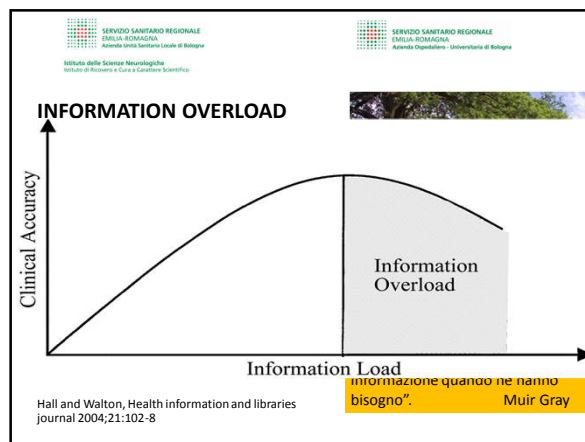 SERVIZIO SANITARIO REGIONALE
EMILIA-ROMAGNA
Azienda Unità Sanitaria Locale di Bologna
Istituto delle Scienze Neurologiche
Istituto di Ricovero e Cura a Carattere Scientifico
SERVIZIO SANITARIO REGIONALE
EMILIA-ROMAGNA
Azienda Ospedaliero - Universitaria di Bologna
INFORMATION OVERLOAD
Clinical Accuracy
Information
Overload
Information Load
informazione quando ne hanno
bisogno”. Muir Gray
Hall and Walton, Health information and libraries
journal 2004;21:102-8